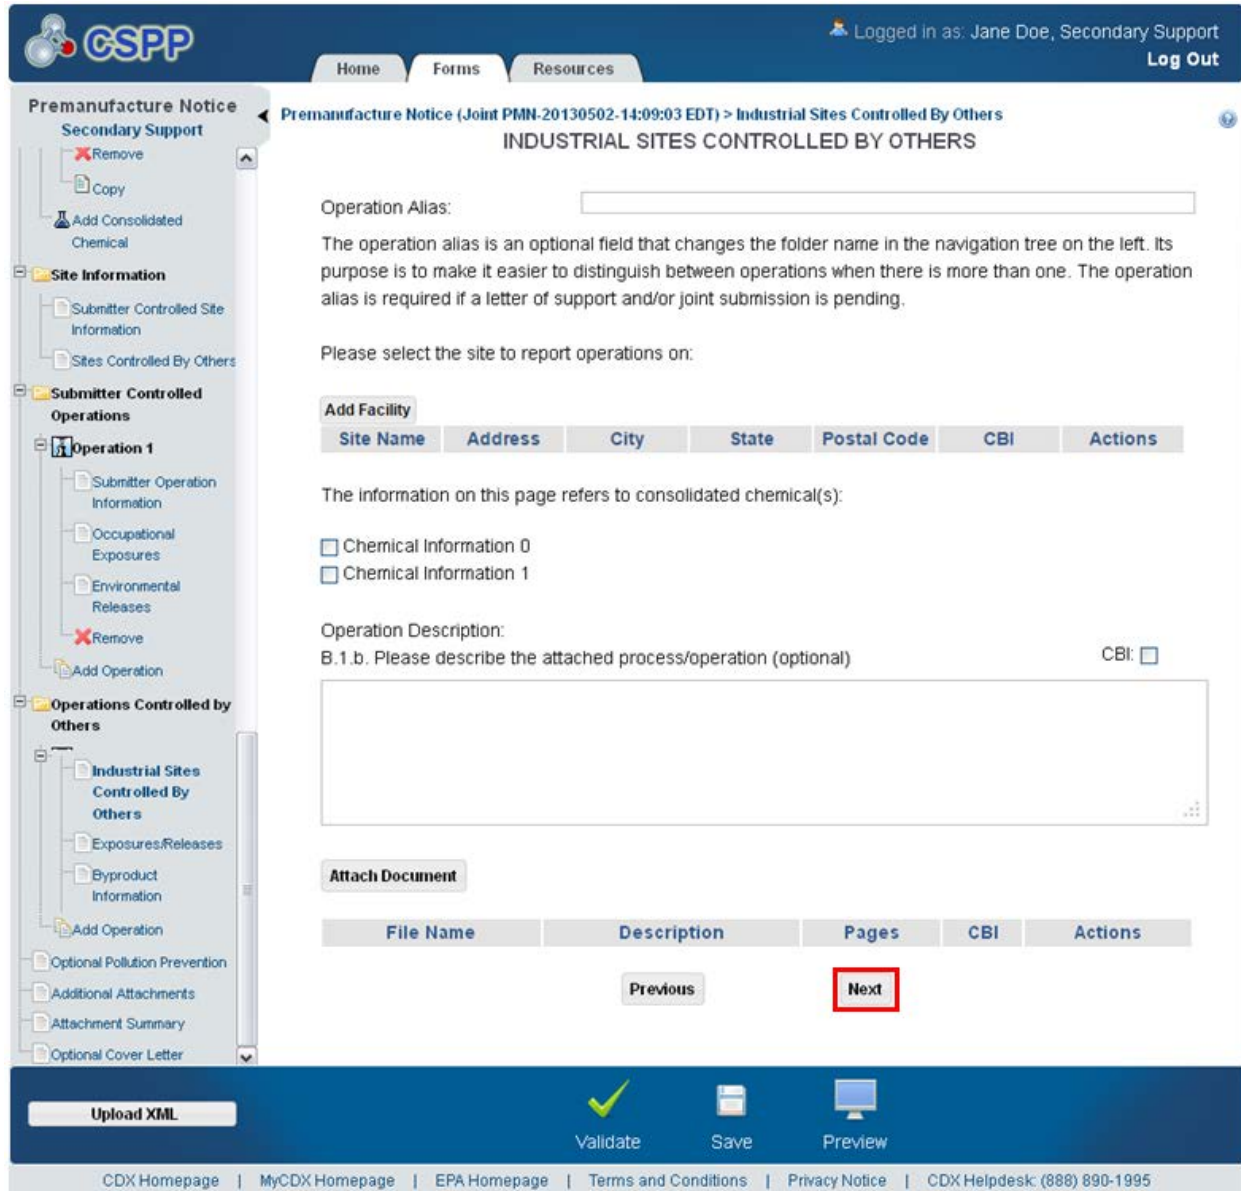 CSPP
Logged in as: Jane Doe, Secondary Support
Log Out
Home
Forms
Resources
Premanufacture Notice
Secondary Support
Remove
Copy
Add Consolidated
Chemical
Site Information
Submitter Controlled Site
Information
Sites Controlled By Others
Submitter Controlled
Operations
Operation 1
Submitter Operation
Information
Occupational
Exposures
Environmental
Releases
Remove
Add Operation
Operations Controlled by
Others
Industrial Sites
Controlled By
Others
Exposures/Releases
Byproduct
Information
Add Operation
Optional Pollution Prevention
Additional Attachments
Attachment Summary
Optional Cover Letter
Premanufacture Notice (Joint PMN-20130502-14:09:03 EDT) > Industrial Sites Controlled By Others
INDUSTRIAL SITES CONTROLLED BY OTHERS
Operation Alias:
The operation alias is an optional field that changes the folder name in the navigation tree on the left. Its
purpose is to make it easier to distinguish between operations when there is more than one. The operation
alias is required if a letter of support and/or joint submission is pending.
Please select the site to report operations on:
Add Facility
Site Name Address City State Postal Code CBI Actions
The information on this page refers to consolidated chemical(s):
Chemical Information 0
Chemical Information 1
Operation Description:
B.1.b. Please describe the attached process/operation (optional) CBI:
Attach Document
File Name Description Pages CBI Actions
Previous Next
Upload XML
Validate Save Preview
CDX Homepage | MyCDX Homepage | EPA Homepage | Terms and Conditions | Privacy Notice | CDX Helpdesk: (888) 890-1995